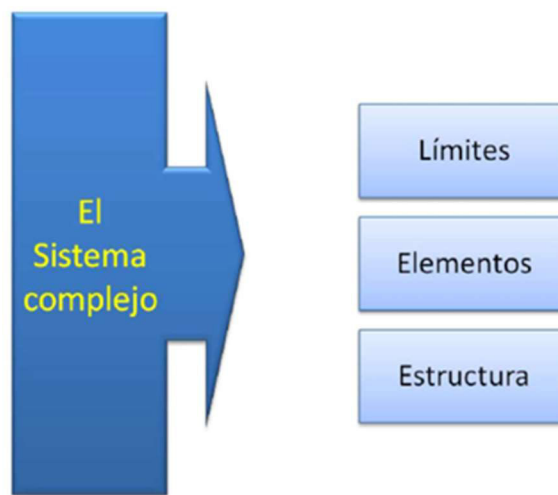 El
Sistema
complejo
Límites
Elementos
Estructura